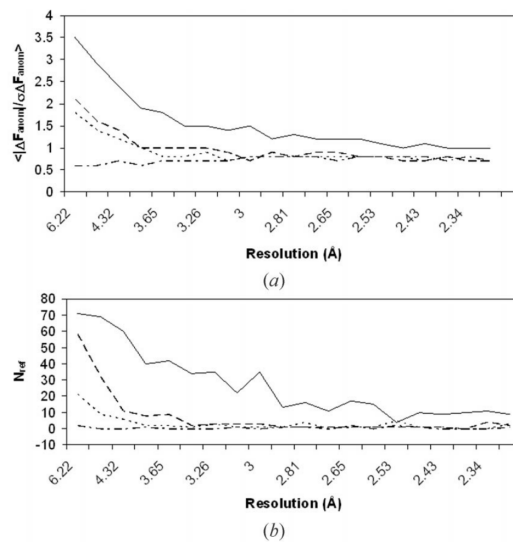 4
3.5
3
2.5
2
1.5
1
0.5
0
<|ΔFanom|/σΔFanom>
6.22 4.32 3.65 3.26 3 2.81 2.65 2.53 2.43 2.34
Resolution (Å)
(a)
80
70
60
50
40
30
20
10
0
-10
Nref
6.22 4.32 3.65 3.26 3 2.81 2.65 2.53 2.43 2.34
Resolution (Å)
(b)